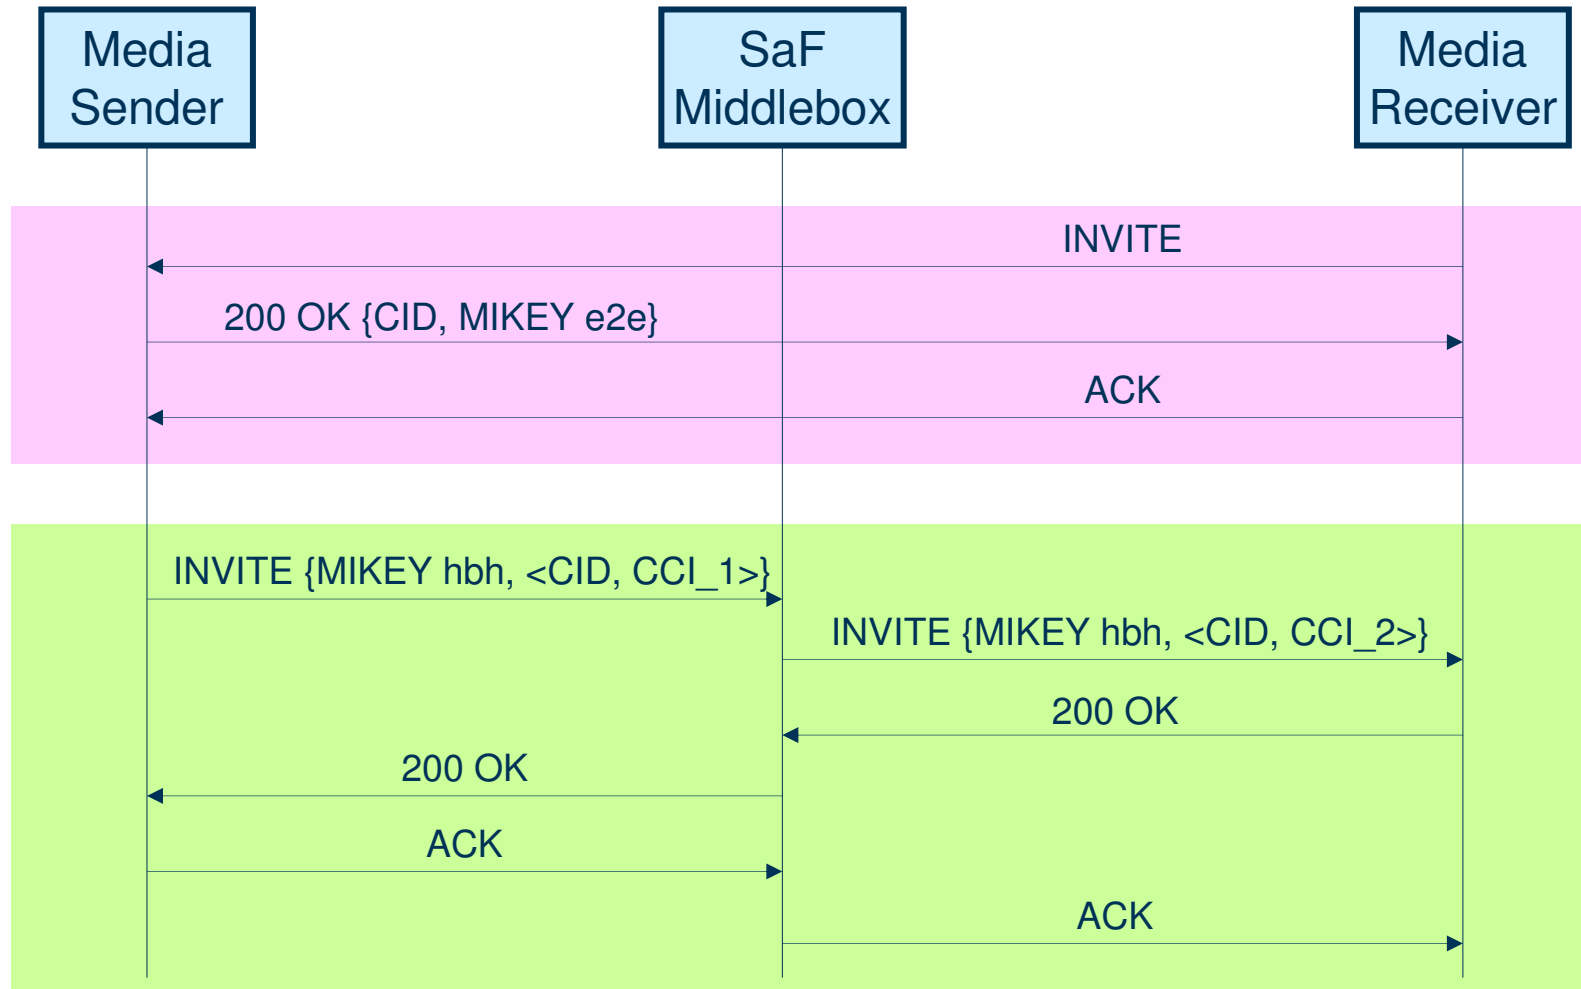 Media
Sender
SaF
Middlebox
Media
Receiver
INVITE
200 OK {CID, MIKEY e2e}
ACK
INVITE {MIKEY hbh, <CID, CCI_1>}
INVITE {MIKEY hbh, <CID, CCI_2>}
200 OK
200 OK
ACK
ACK